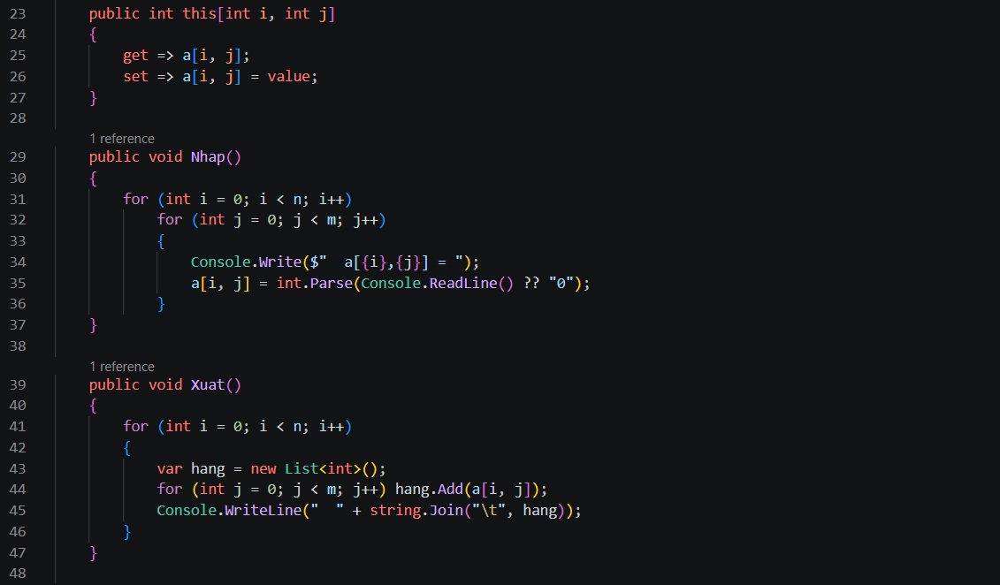 23 public int this[int i, int j]
24 {
25     get => a[i, j];
26     set => a[i, j] = value;
27 }
28
1 reference
29 public void Nhap()
30 {
31     for (int i = 0; i < n; i++)
32         for (int j = 0; j < m; j++)
33         {
34             Console.Write($"  a[{i},{j}] = ");
35             a[i, j] = int.Parse(Console.ReadLine() ?? "0");
36         }
37 }
38
1 reference
39 public void Xuat()
40 {
41     for (int i = 0; i < n; i++)
42     {
43         var hang = new List<int>();
44         for (int j = 0; j < m; j++) hang.Add(a[i, j]);
45         Console.WriteLine("  " + string.Join("\t", hang));
46     }
47 }
48